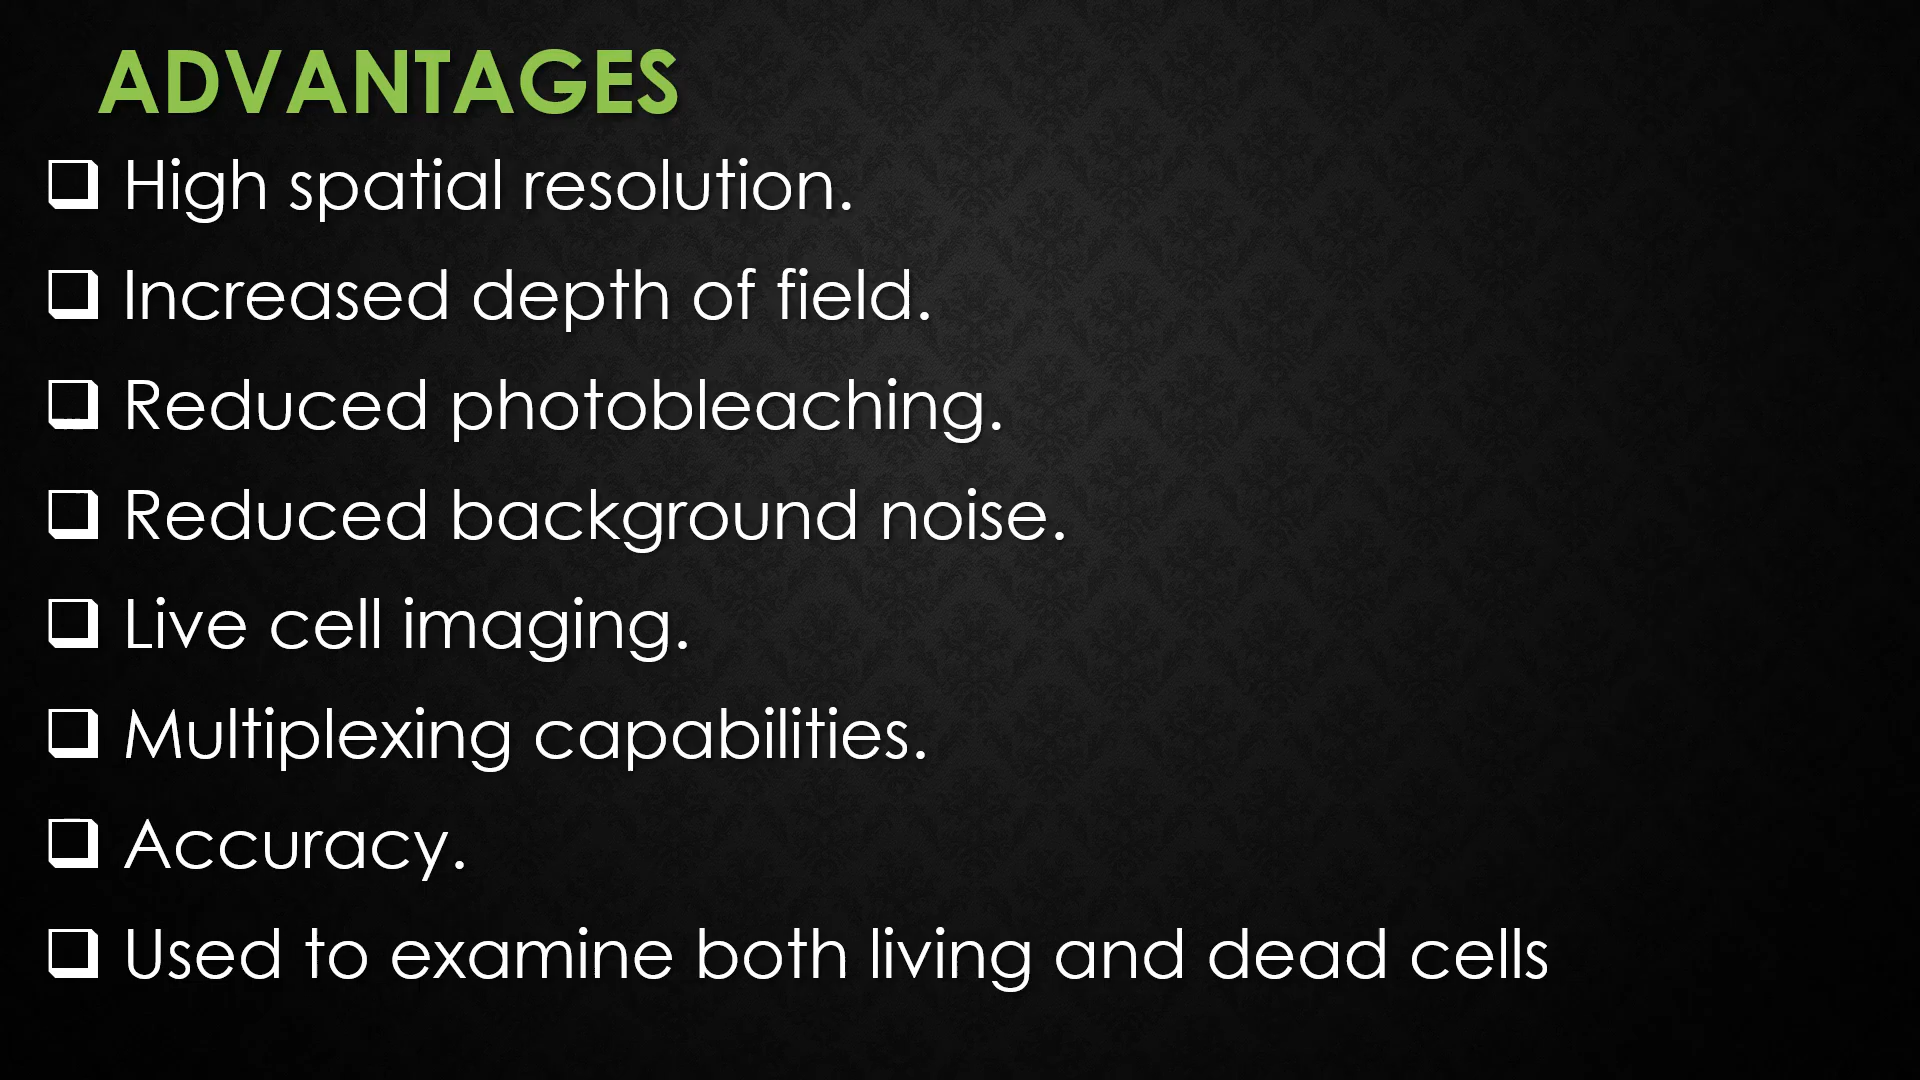 ADVANTAGES
❑ High spatial resolution.
❑ Increased depth of field.
❑ Reduced photobleaching.
❑ Reduced background noise.
❑ Live cell imaging.
❑ Multiplexing capabilities.
❑ Accuracy.
❑ Used to examine both living and dead cells